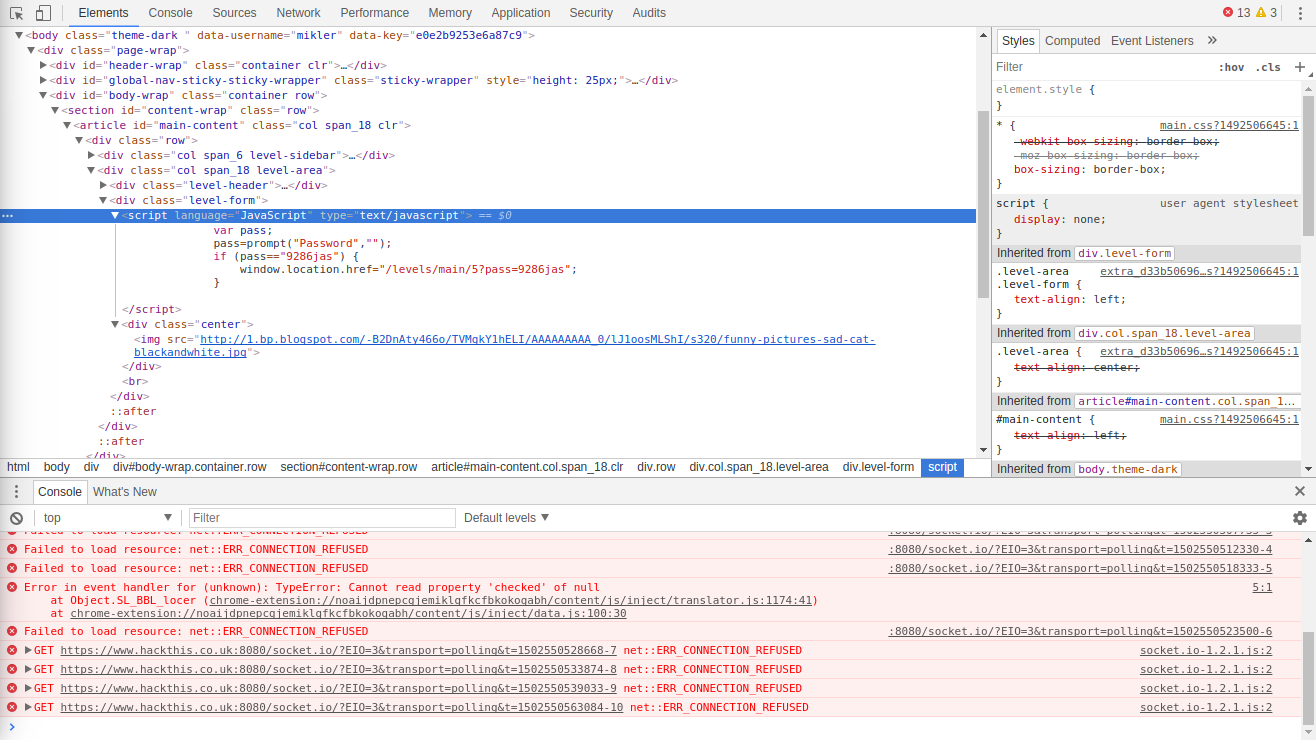 Elements Console Sources Network Performance Memory Application Security Audits 13 3
<body class="theme-dark " data-username="mikler" data-key="e0e2b9253e6a87c9">
<div class="page-wrap">
<div id="header-wrap" class="container clr">…</div>
<div id="global-nav-sticky-sticky-wrapper" class="sticky-wrapper" style="height: 25px;">…</div>
<div id="body-wrap" class="container row">
<section id="content-wrap" class="row">
<article id="main-content" class="col span_18 clr">
<div class="row">
<div class="col span_6 level-sidebar">…</div>
<div class="col span_18 level-area">
<div class="level-header">…</div>
<div class="level-form">
… <script language="JavaScript" type="text/javascript"> == $0
var pass;
pass=prompt("Password","");
if (pass=="9286jas") {
window.location.href="/levels/main/5?pass=9286jas";
}
</script>
<div class="center">
<img src="http://1.bp.blogspot.com/-B2DnAty466o/TVMqkY1hELI/AAAAAAAAA_0/lJ1oosMLShI/s320/funny-pictures-sad-cat-
blackandwhite.jpg">
</div>
<br>
</div>
::after
</div>
::after
</div>
html body div div#body-wrap.container.row section#content-wrap.row article#main-content.col.span_18.clr div.row div.col.span_18.level-area div.level-form script
Styles Computed Event Listeners »
Filter :hov .cls +
element.style {
}
* { main.css?1492506645:1
-webkit-box-sizing: border-box;
-moz-box-sizing: border-box;
box-sizing: border-box;
}
script { user agent stylesheet
display: none;
}
Inherited from div.level-form
.level-area extra_d33b50696…s?1492506645:1
.level-form {
text-align: left;
}
Inherited from div.col.span_18.level-area
.level-area { extra_d33b50696…s?1492506645:1
text-align: center;
}
Inherited from article#main-content.col.span_1…
#main-content { main.css?1492506645:1
text-align: left;
}
Inherited from body.theme-dark
Console What's New
top Filter Default levels
Failed to load resource: net::ERR_CONNECTION_REFUSED
Failed to load resource: net::ERR_CONNECTION_REFUSED :8080/socket.io/?EIO=3&transport=polling&t=1502550512330-4
Failed to load resource: net::ERR_CONNECTION_REFUSED :8080/socket.io/?EIO=3&transport=polling&t=1502550518333-5
Error in event handler for (unknown): TypeError: Cannot read property 'checked' of null 5:1
at Object.SL_BBL_locer (chrome-extension://noaijdpnepcgjemiklgfkcfbkokogabh/content/js/inject/translator.js:1174:41)
at chrome-extension://noaijdpnepcgjemiklgfkcfbkokogabh/content/js/inject/data.js:100:30
Failed to load resource: net::ERR_CONNECTION_REFUSED :8080/socket.io/?EIO=3&transport=polling&t=1502550523500-6
GET https://www.hackthis.co.uk:8080/socket.io/?EIO=3&transport=polling&t=1502550528668-7 net::ERR_CONNECTION_REFUSED socket.io-1.2.1.js:2
GET https://www.hackthis.co.uk:8080/socket.io/?EIO=3&transport=polling&t=1502550533874-8 net::ERR_CONNECTION_REFUSED socket.io-1.2.1.js:2
GET https://www.hackthis.co.uk:8080/socket.io/?EIO=3&transport=polling&t=1502550539033-9 net::ERR_CONNECTION_REFUSED socket.io-1.2.1.js:2
GET https://www.hackthis.co.uk:8080/socket.io/?EIO=3&transport=polling&t=1502550563084-10 net::ERR_CONNECTION_REFUSED socket.io-1.2.1.js:2